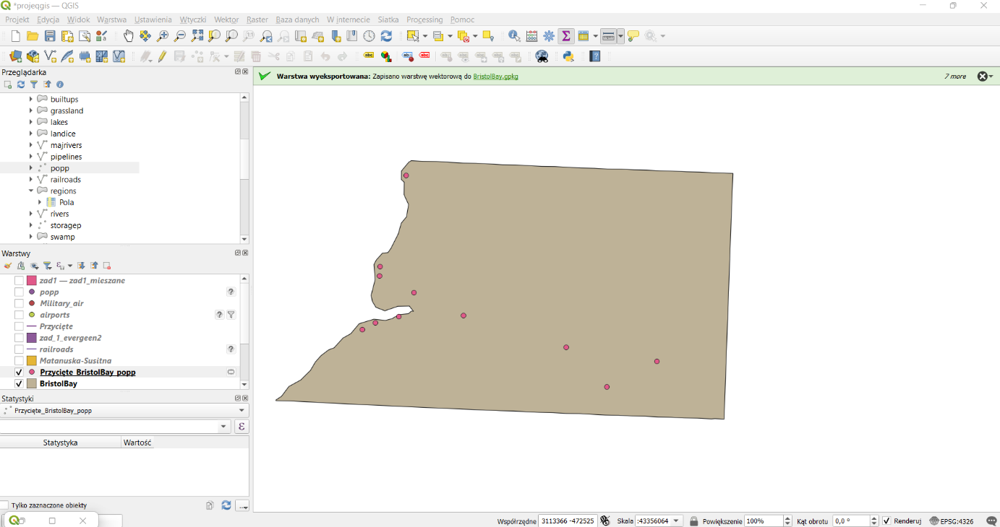 *projeqgis — QGIS
Projekt Edycja Widok Warstwa Ustawienia Wtyczki Wektor Raster Baza danych W internecie Siatka Processing Pomoc
Przeglądarka
builtups
grassland
lakes
landice
majrivers
pipelines
popp
railroads
regions
Pola
rivers
storagep
swamp
Warstwa wyeksportowana: Zapisano warstwę wektorową do BristolBay.gpkg
7 more
Warstwy
zad1 — zad1_mieszane
popp
Military_air
airports
Przycięte
zad_1_evergeen2
railroads
Matanuska-Susitna
Przycięte_BristolBay_popp
BristolBay
Statystyki
Przycięte_BristolBay_popp
Statystyka Wartość
Tylko zaznaczone obiekty
Współrzędne 3113366 -472525 Skala :43356064 Powiększenie 100% Kąt obrotu 0,0 ° Renderuj EPSG:4326